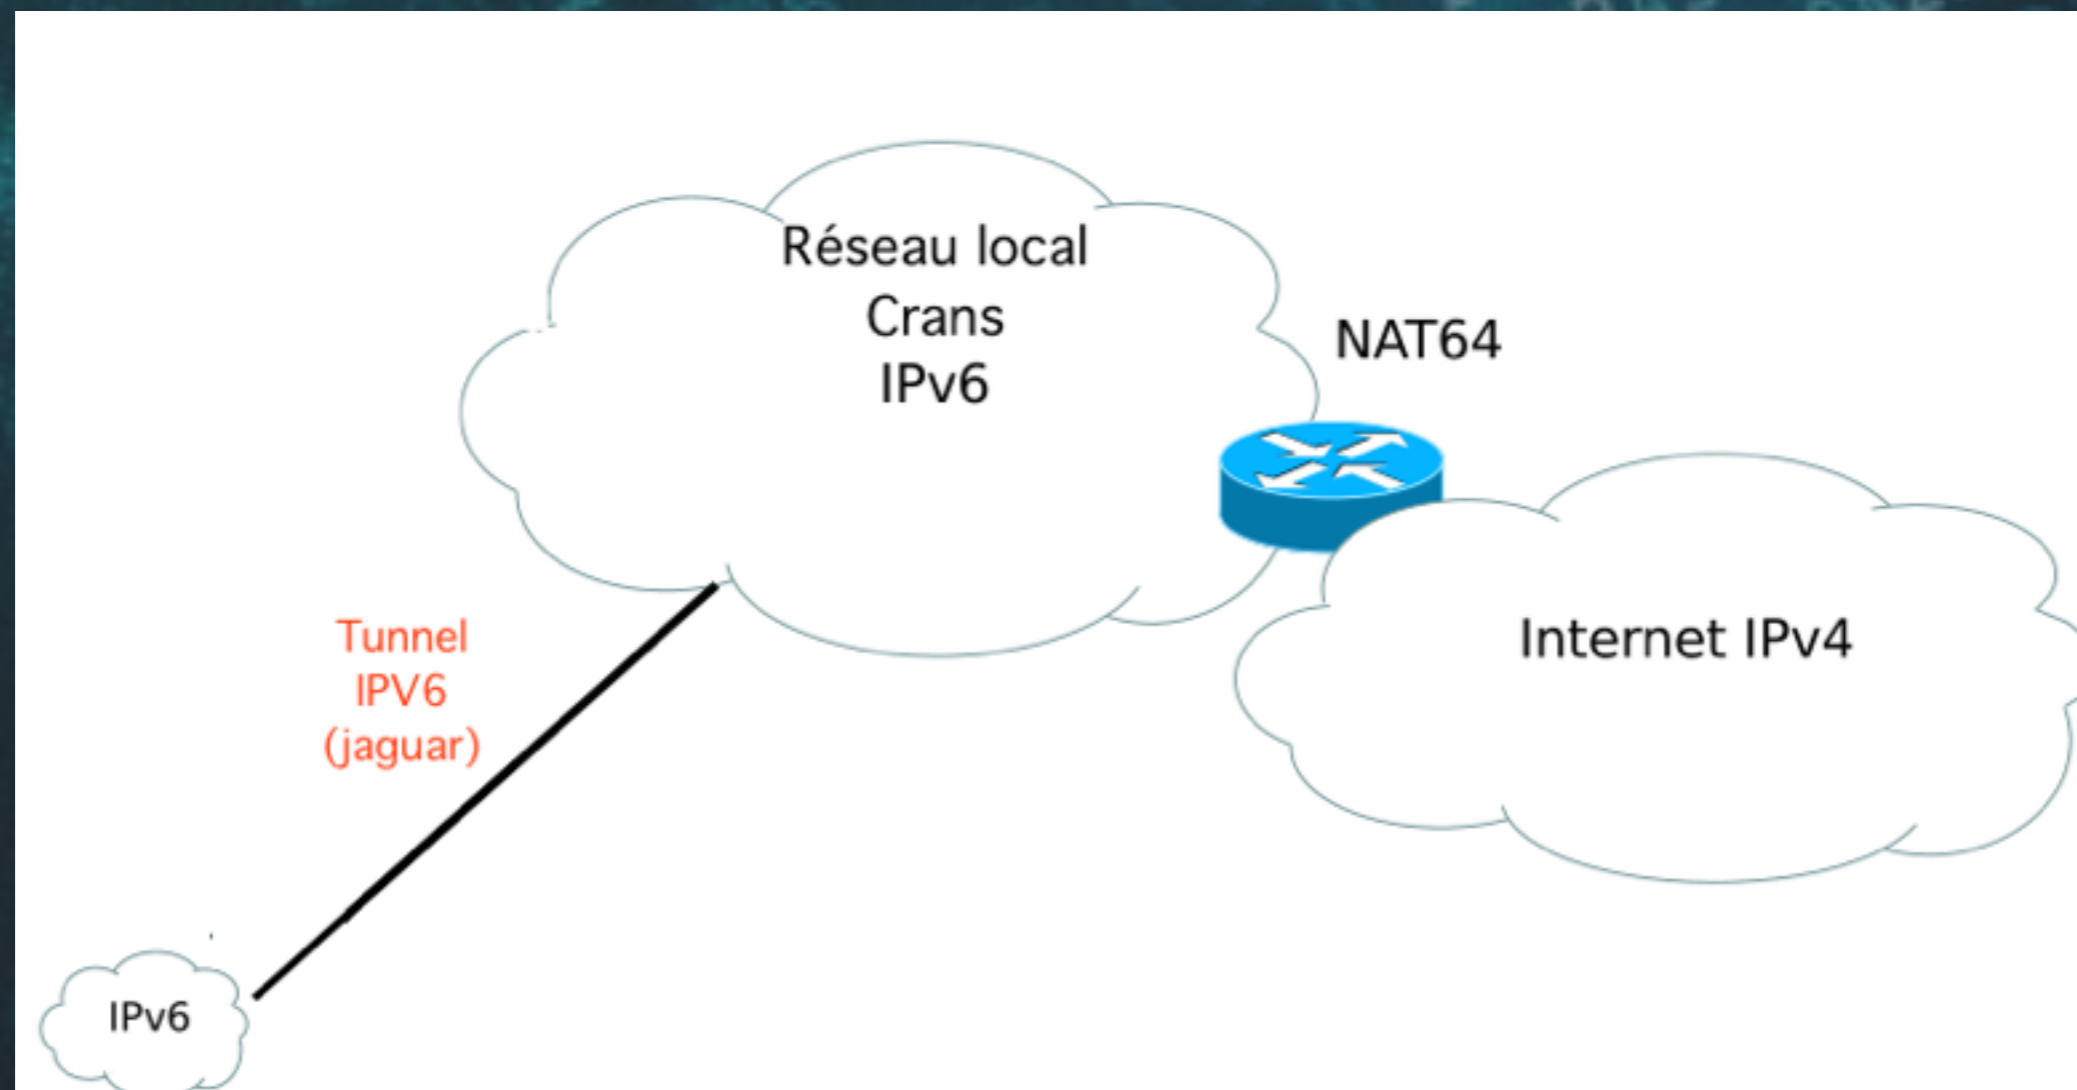 Réseau local
Crans
IPv6
NAT64
Internet IPv4
Tunnel
IPV6
(jaguar)
IPv6